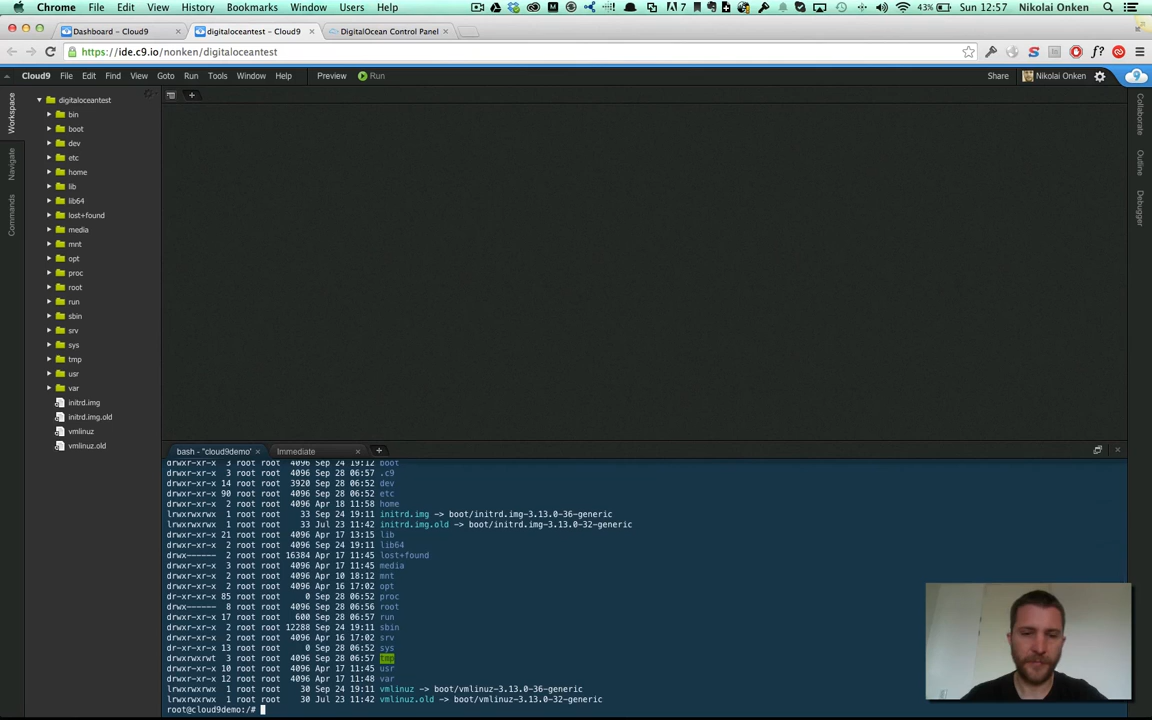 Chrome File Edit View History Bookmarks Window Users Help 7 43% Sun 12:57 Nikolai Onken
Dashboard – Cloud9 × digitaloceantest – Cloud9 × DigitalOcean Control Panel ×
https://ide.c9.io/nonken/digitaloceantest
Cloud9 File Edit Find View Goto Run Tools Window Help Preview Run Share Nikolai Onken
Workspace
Navigate
Commands
digitaloceantest
bin
boot
dev
etc
home
lib
lib64
lost+found
media
mnt
opt
proc
root
run
sbin
srv
sys
tmp
usr
var
initrd.img
initrd.img.old
vmlinuz
vmlinuz.old
Collaborate
Outline
Debugger
bash - "cloud9demo" × Immediate ×
drwxr-xr-x 3 root root 4096 Sep 24 19:12 boot
drwxr-xr-x 3 root root 4096 Sep 28 06:57 .c9
drwxr-xr-x 14 root root 3920 Sep 28 06:52 dev
drwxr-xr-x 90 root root 4096 Sep 28 06:52 etc
drwxr-xr-x 2 root root 4096 Apr 18 11:58 home
lrwxrwxrwx 1 root root 33 Sep 24 19:11 initrd.img -> boot/initrd.img-3.13.0-36-generic
lrwxrwxrwx 1 root root 33 Jul 23 11:42 initrd.img.old -> boot/initrd.img-3.13.0-32-generic
drwxr-xr-x 21 root root 4096 Apr 17 13:15 lib
drwxr-xr-x 2 root root 4096 Sep 24 19:11 lib64
drwx------ 2 root root 16384 Apr 17 11:45 lost+found
drwxr-xr-x 3 root root 4096 Apr 17 11:45 media
drwxr-xr-x 2 root root 4096 Apr 10 18:12 mnt
drwxr-xr-x 2 root root 4096 Apr 16 17:02 opt
dr-xr-xr-x 85 root root 0 Sep 28 06:52 proc
drwx------ 8 root root 4096 Sep 28 06:56 root
drwxr-xr-x 17 root root 600 Sep 28 06:57 run
drwxr-xr-x 2 root root 12288 Sep 24 19:11 sbin
drwxr-xr-x 2 root root 4096 Apr 16 17:02 srv
dr-xr-xr-x 13 root root 0 Sep 28 06:52 sys
drwxrwxrwt 3 root root 4096 Sep 28 06:57 tmp
drwxr-xr-x 10 root root 4096 Apr 17 11:45 usr
drwxr-xr-x 12 root root 4096 Apr 17 11:48 var
lrwxrwxrwx 1 root root 30 Sep 24 19:11 vmlinuz -> boot/vmlinuz-3.13.0-36-generic
lrwxrwxrwx 1 root root 30 Jul 23 11:42 vmlinuz.old -> boot/vmlinuz-3.13.0-32-generic
root@cloud9demo:/#